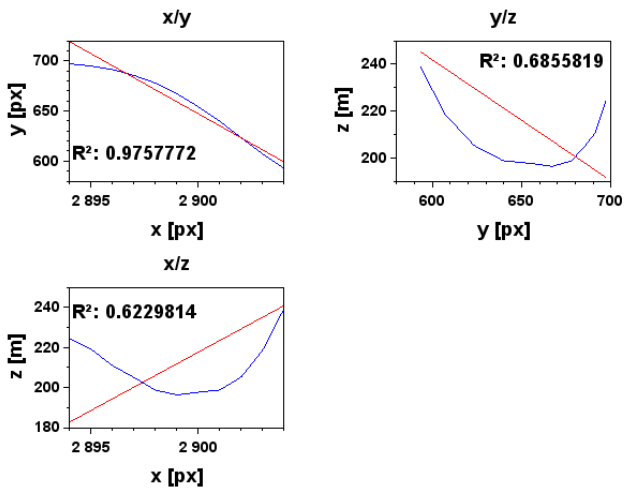 x/y
y [px]
700
650
600
R²: 0.9757772
2 895
2 900
x [px]
y/z
z [m]
240
220
200
R²: 0.6855819
600
650
700
y [px]
x/z
z [m]
240
220
200
180
R²: 0.6229814
2 895
2 900
x [px]